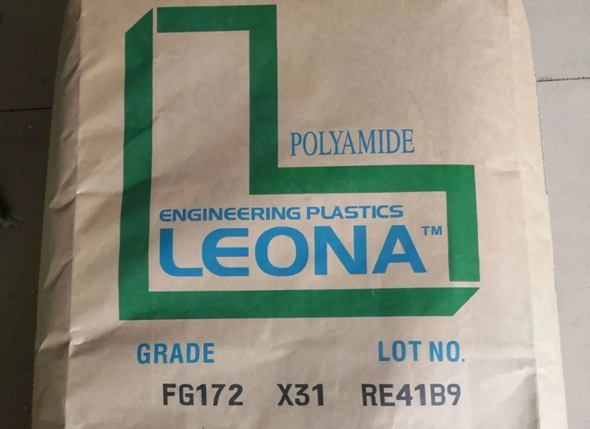 POLYAMIDE
ENGINEERING PLASTICS
LEONA™
GRADE LOT NO.
FG172 X31 RE41B9